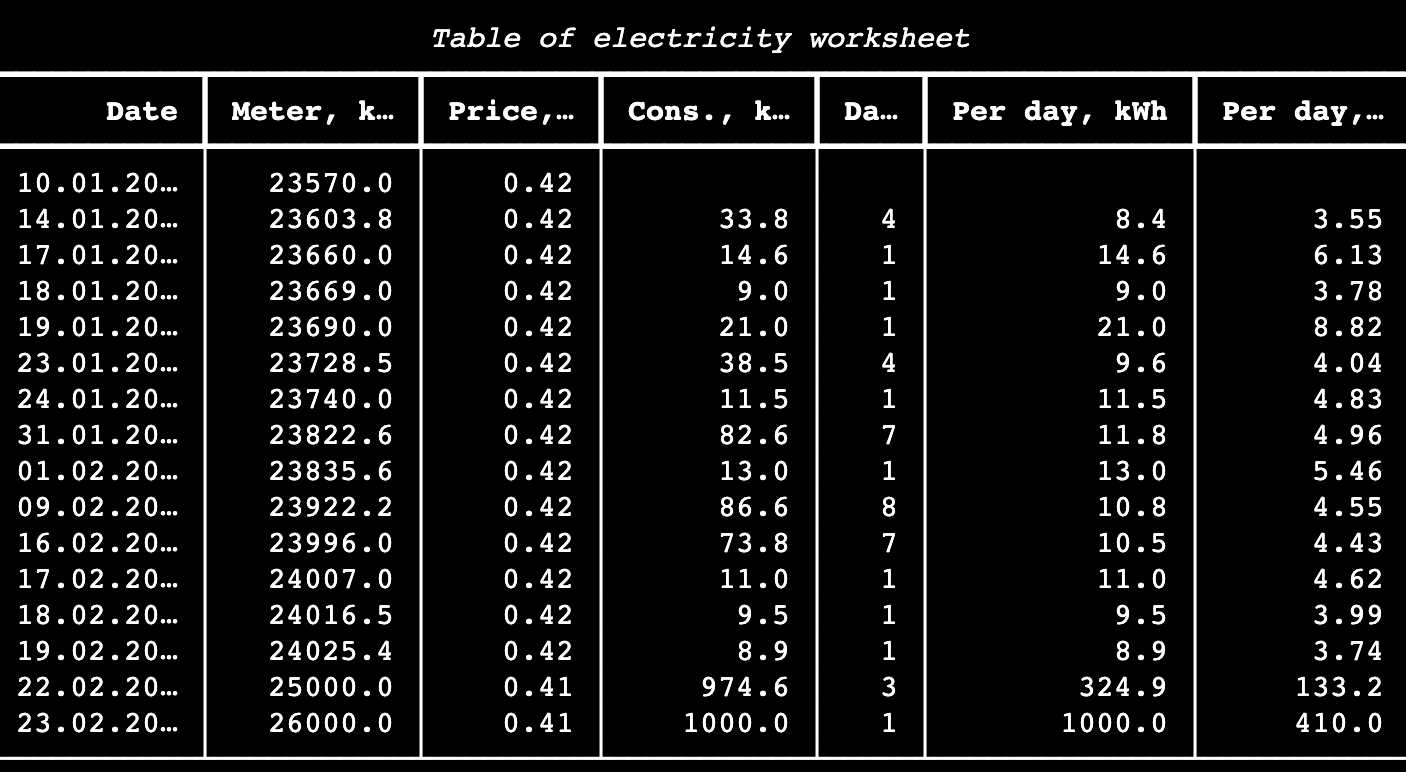 Table of electricity worksheet
Date Meter, k… Price,… Cons., k… Da… Per day, kWh Per day,…
10.01.20… 23570.0 0.42
14.01.20… 23603.8 0.42 33.8 4 8.4 3.55
17.01.20… 23660.0 0.42 14.6 1 14.6 6.13
18.01.20… 23669.0 0.42 9.0 1 9.0 3.78
19.01.20… 23690.0 0.42 21.0 1 21.0 8.82
23.01.20… 23728.5 0.42 38.5 4 9.6 4.04
24.01.20… 23740.0 0.42 11.5 1 11.5 4.83
31.01.20… 23822.6 0.42 82.6 7 11.8 4.96
01.02.20… 23835.6 0.42 13.0 1 13.0 5.46
09.02.20… 23922.2 0.42 86.6 8 10.8 4.55
16.02.20… 23996.0 0.42 73.8 7 10.5 4.43
17.02.20… 24007.0 0.42 11.0 1 11.0 4.62
18.02.20… 24016.5 0.42 9.5 1 9.5 3.99
19.02.20… 24025.4 0.42 8.9 1 8.9 3.74
22.02.20… 25000.0 0.41 974.6 3 324.9 133.2
23.02.20… 26000.0 0.41 1000.0 1 1000.0 410.0